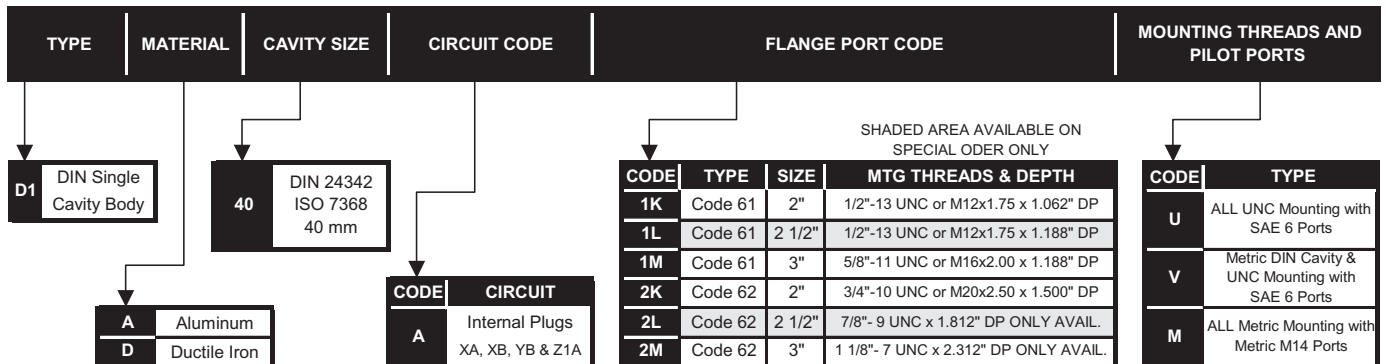 TYPE MATERIAL CAVITY SIZE CIRCUIT CODE FLANGE PORT CODE MOUNTING THREADS AND
PILOT PORTS
D1 DIN Single
Cavity Body
40 DIN 24342
ISO 7368
40 mm
A Aluminum
D Ductile Iron
CODE CIRCUIT
A Internal Plugs
XA, XB, YB & Z1A
SHADED AREA AVAILABLE ON
SPECIAL ODER ONLY
CODE TYPE SIZE MTG THREADS & DEPTH
1K Code 61 2" 1/2"-13 UNC or M12x1.75 x 1.062" DP
1L Code 61 2 1/2" 1/2"-13 UNC or M12x1.75 x 1.188" DP
1M Code 61 3" 5/8"-11 UNC or M16x2.00 x 1.188" DP
2K Code 62 2" 3/4"-10 UNC or M20x2.50 x 1.500" DP
2L Code 62 2 1/2" 7/8"- 9 UNC x 1.812" DP ONLY AVAIL.
2M Code 62 3" 1 1/8"- 7 UNC x 2.312" DP ONLY AVAIL.
CODE TYPE
U ALL UNC Mounting with
SAE 6 Ports
V Metric DIN Cavity &
UNC Mounting with
SAE 6 Ports
M ALL Metric Mounting with
Metric M14 Ports